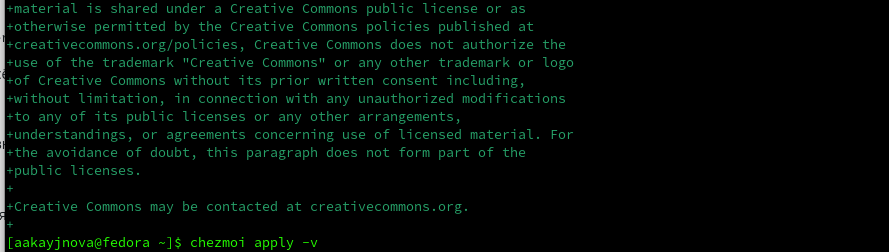 +material is shared under a Creative Commons public license or as
+otherwise permitted by the Creative Commons policies published at
+creativecommons.org/policies, Creative Commons does not authorize the
+use of the trademark "Creative Commons" or any other trademark or logo
+of Creative Commons without its prior written consent including,
+without limitation, in connection with any unauthorized modifications
+to any of its public licenses or any other arrangements,
+understandings, or agreements concerning use of licensed material. For
+the avoidance of doubt, this paragraph does not form part of the
+public licenses.
+
+Creative Commons may be contacted at creativecommons.org.
+
[aakayjnova@fedora ~]$ chezmoi apply -v